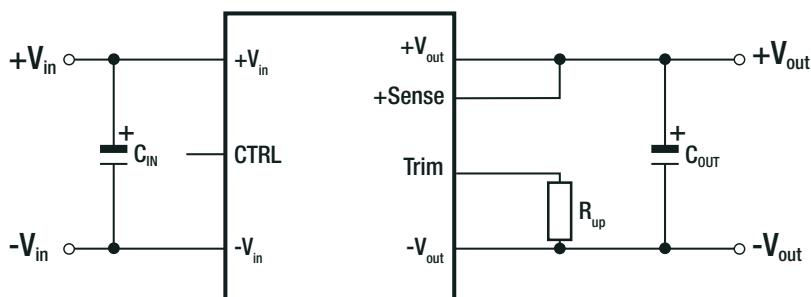 +Vin
+
CIN
-Vin
+Vin
CTRL
-Vin
+Vout
+Sense
Trim
-Vout
Rup
+
COUT
+Vout
-Vout